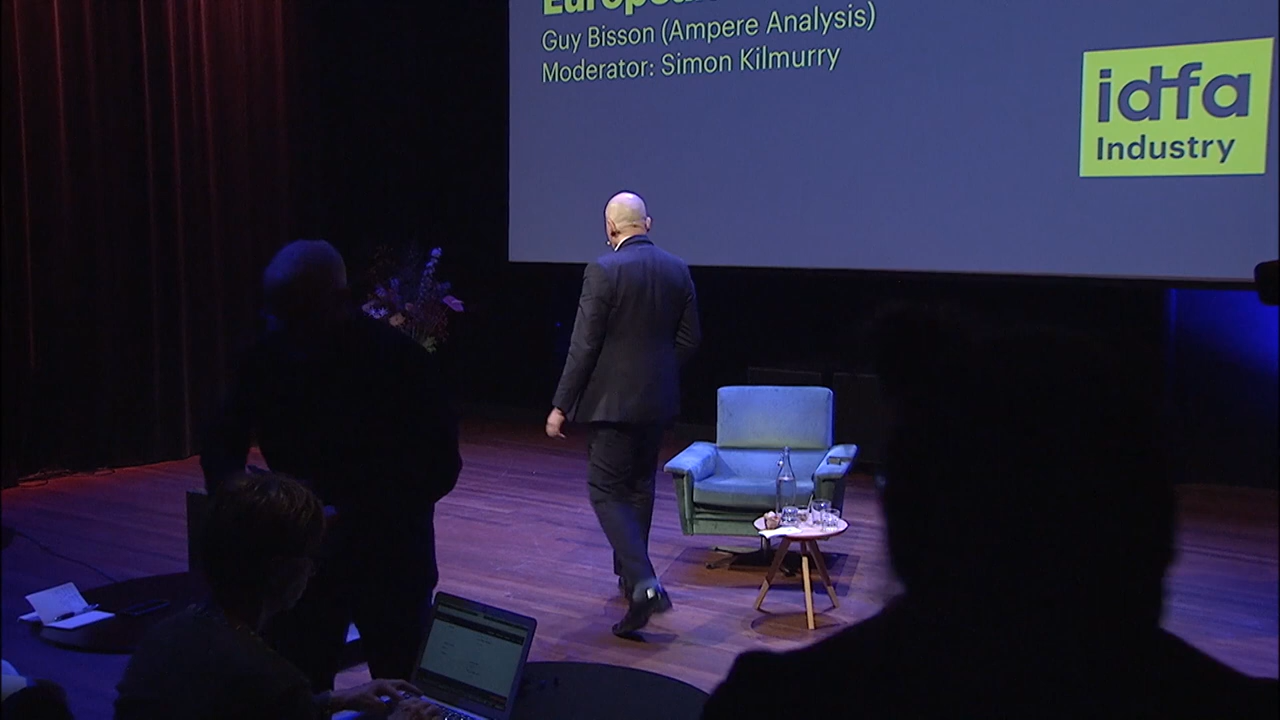 Guy Bisson (Ampere Analysis)
Moderator: Simon Kilmurry
idfa
Industry